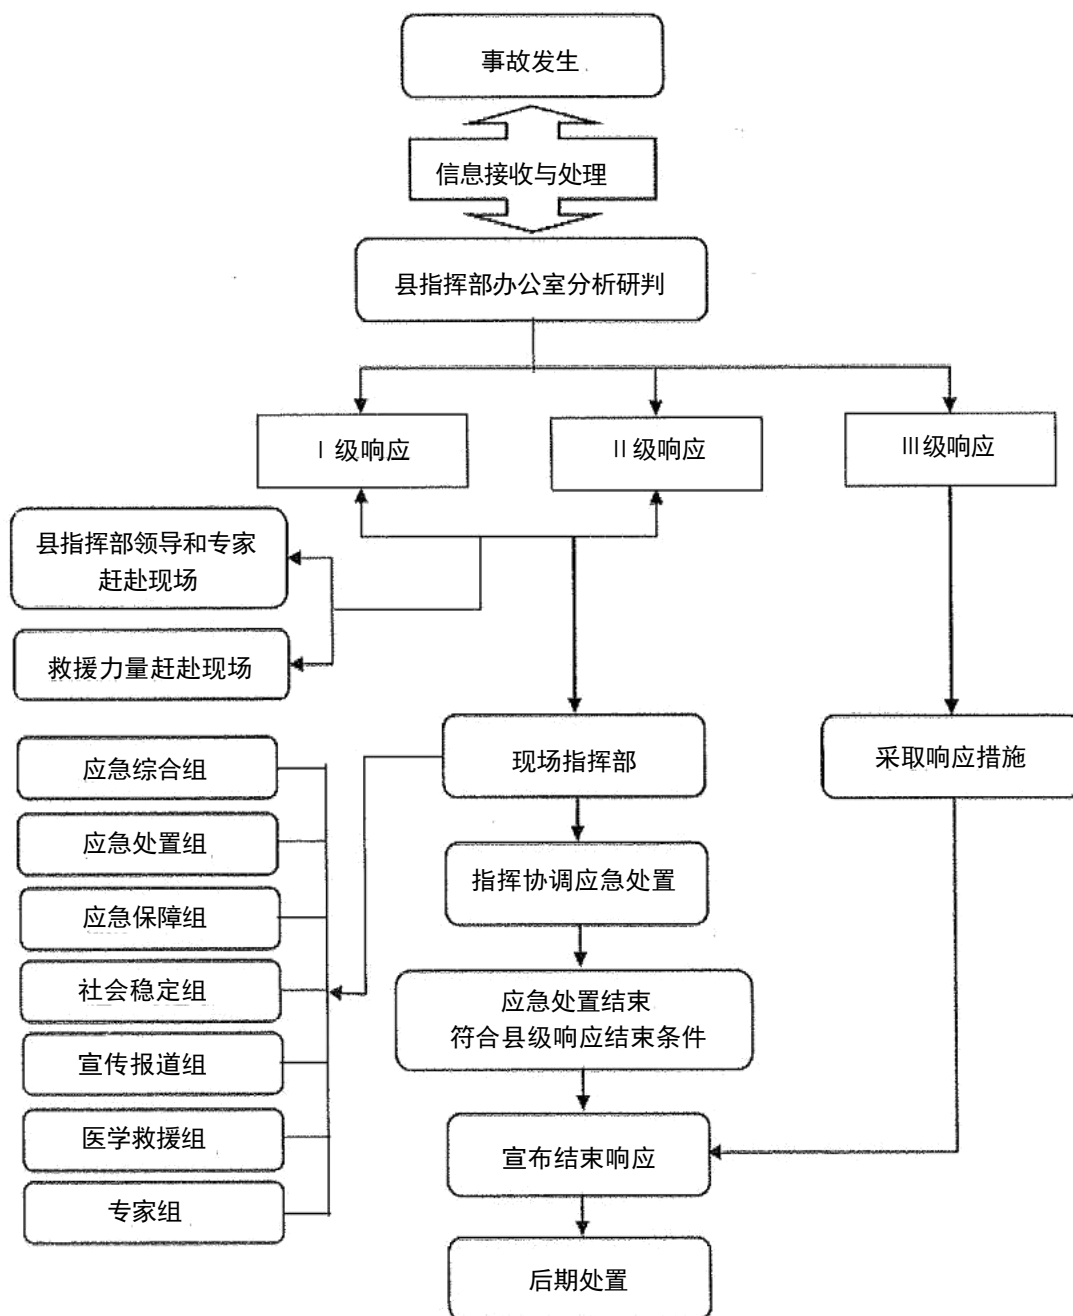 事故发生
信息接收与处理
县指挥部办公室分析研判
Ⅰ级响应
Ⅱ级响应
Ⅲ级响应
县指挥部领导和专家
赶赴现场
救援力量赶赴现场
现场指挥部
采取响应措施
应急综合组
应急处置组
应急保障组
社会稳定组
宣传报道组
医学救援组
专家组
指挥协调应急处置
应急处置结束
符合县级响应结束条件
宣布结束响应
后期处置